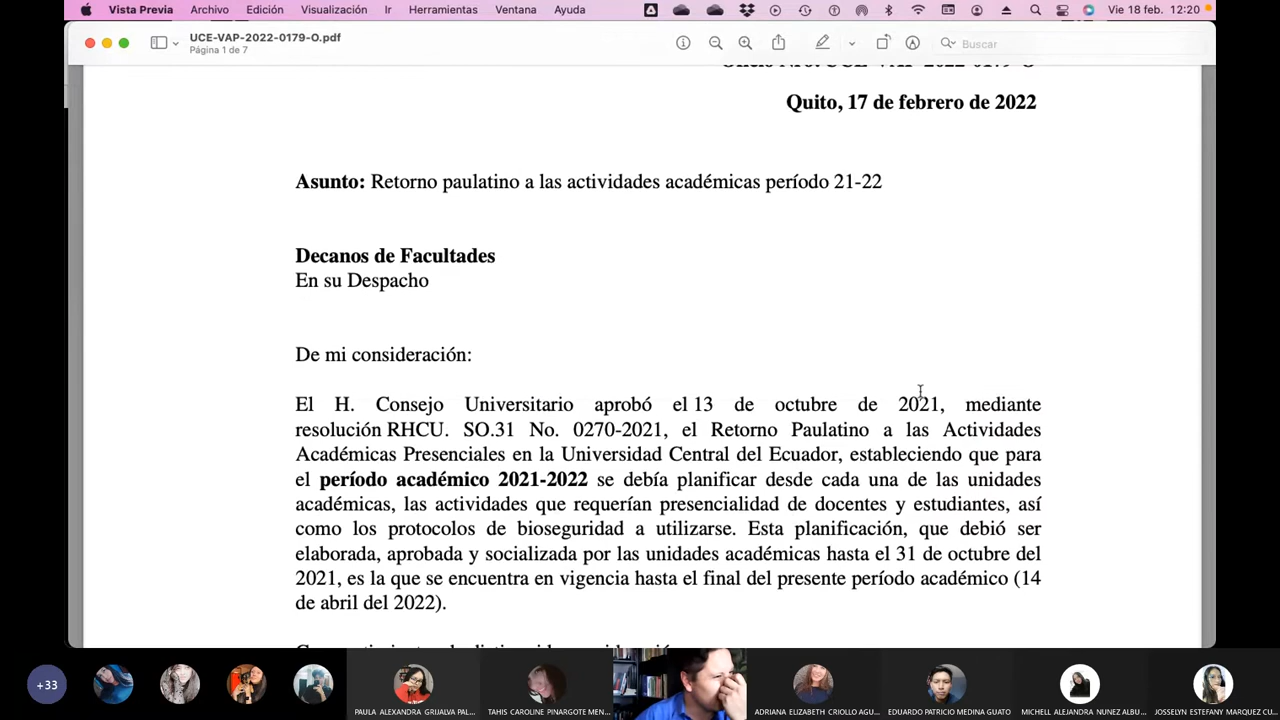 Vista Previa Archivo Edición Visualización Ir Herramientas Ventana Ayuda Vie 18 feb. 12:20
UCE-VAP-2022-0179-O.pdf
Página 1 de 7
Buscar
Oficio Nro. UCE-VAP-2022-0179-O
Quito, 17 de febrero de 2022
Asunto: Retorno paulatino a las actividades académicas período 21-22
Decanos de Facultades
En su Despacho
De mi consideración:
El H. Consejo Universitario aprobó el 13 de octubre de 2021, mediante
resolución RHCU. SO.31 No. 0270-2021, el Retorno Paulatino a las Actividades
Académicas Presenciales en la Universidad Central del Ecuador, estableciendo que para
el período académico 2021-2022 se debía planificar desde cada una de las unidades
académicas, las actividades que requerían presencialidad de docentes y estudiantes, así
como los protocolos de bioseguridad a utilizarse. Esta planificación, que debió ser
elaborada, aprobada y socializada por las unidades académicas hasta el 31 de octubre del
2021, es la que se encuentra en vigencia hasta el final del presente período académico (14
de abril del 2022).
+33
PAULA ALEXANDRA GRIJALVA PAL... TAHIS CAROLINE PINARGOTE MEN... ADRIANA ELIZABETH CRIOLLO AGU... EDUARDO PATRICIO MEDINA GUATO MICHELL ALEJANDRA NUNEZ ALBU... JOSSELYN ESTEFANY MARQUEZ CU...